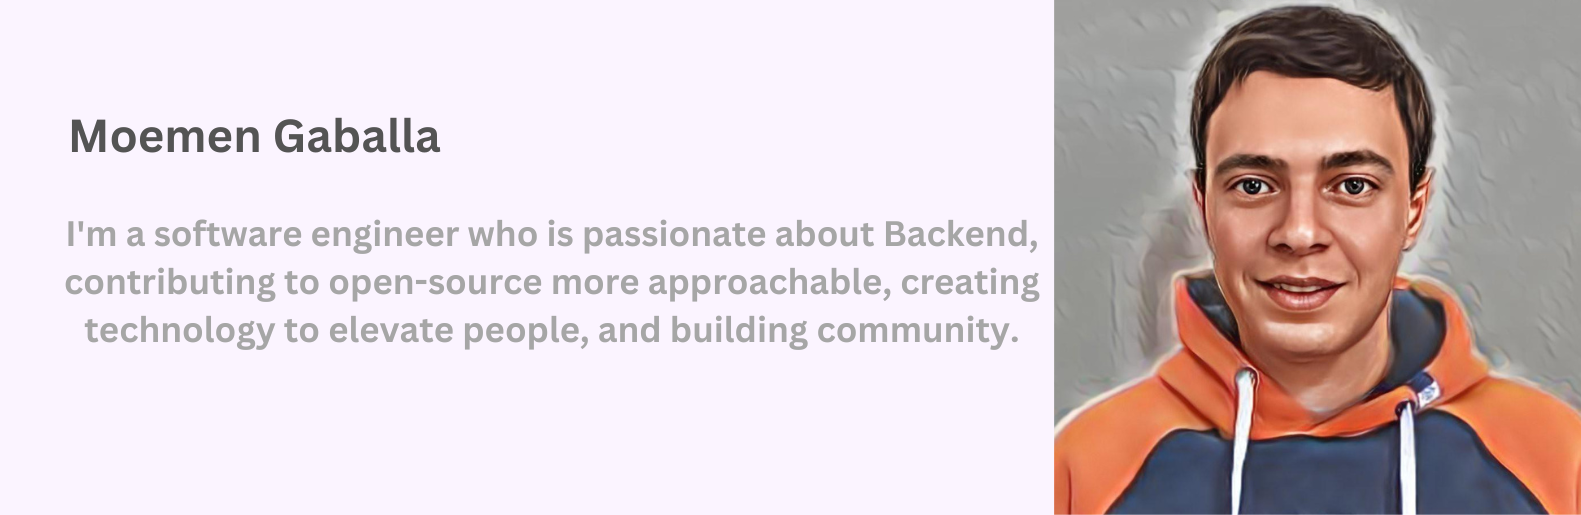 Moemen Gaballa
I'm a software engineer who is passionate about Backend,
contributing to open-source more approachable, creating
technology to elevate people, and building community.